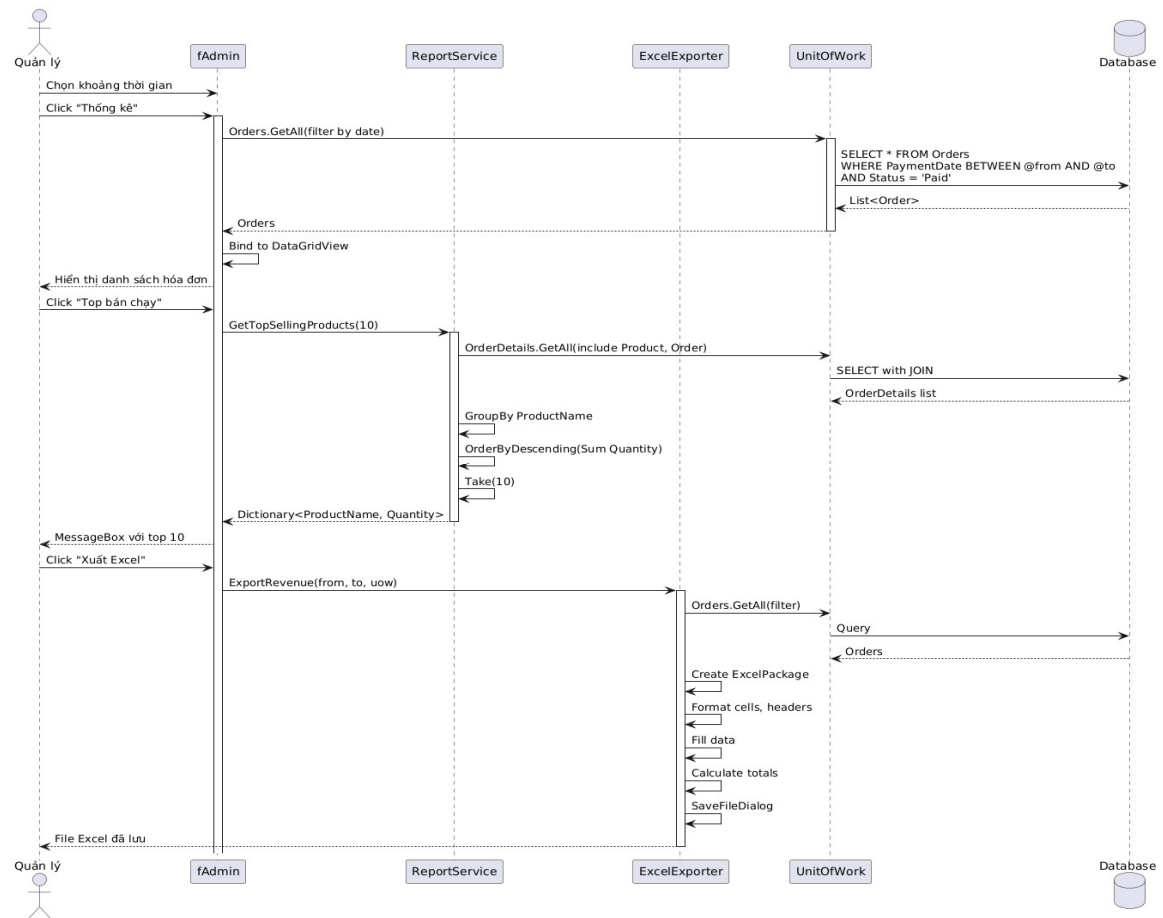 Quản lý
fAdmin
ReportService
ExcelExporter
UnitOfWork
Database
Chọn khoảng thời gian
Click "Thống kê"
Orders.GetAll(filter by date)
SELECT * FROM Orders
WHERE PaymentDate BETWEEN @from AND @to
AND Status = 'Paid'
List<Order>
Orders
Bind to DataGridView
Hiển thị danh sách hóa đơn
Click "Top bán chạy"
GetTopSellingProducts(10)
OrderDetails.GetAll(include Product, Order)
SELECT with JOIN
OrderDetails list
GroupBy ProductName
OrderByDescending(Sum Quantity)
Take(10)
Dictionary<ProductName, Quantity>
MessageBox với top 10
Click "Xuất Excel"
ExportRevenue(from, to, uow)
Orders.GetAll(filter)
Query
Orders
Create ExcelPackage
Format cells, headers
Fill data
Calculate totals
SaveFileDialog
File Excel đã lưu
Quản lý
fAdmin
ReportService
ExcelExporter
UnitOfWork
Database